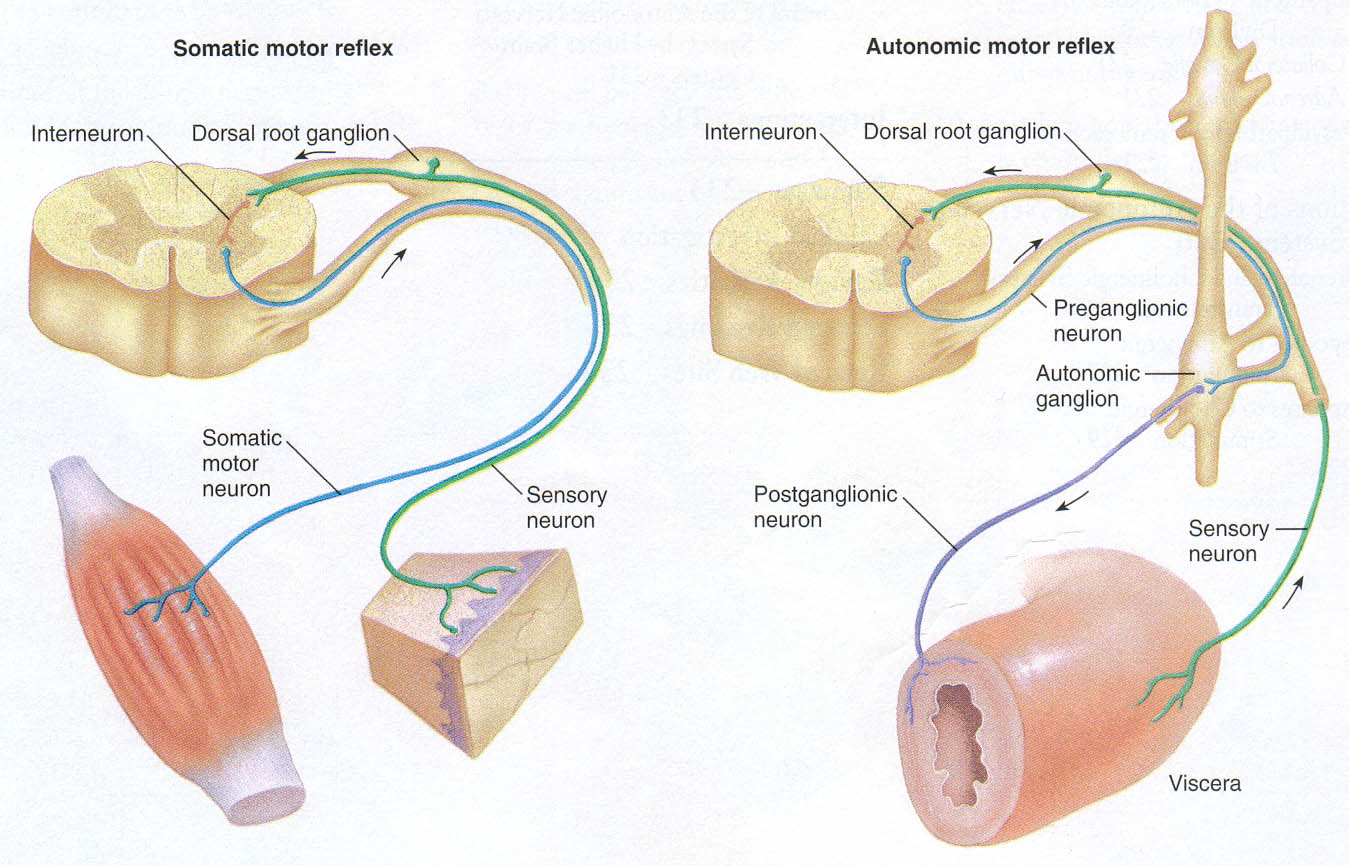 Somatic motor reflex
Interneuron
Dorsal root ganglion
Somatic
motor
neuron
Sensory
neuron
Autonomic motor reflex
Interneuron
Dorsal root ganglion
Preganglionic
neuron
Autonomic
ganglion
Postganglionic
neuron
Sensory
neuron
Viscera